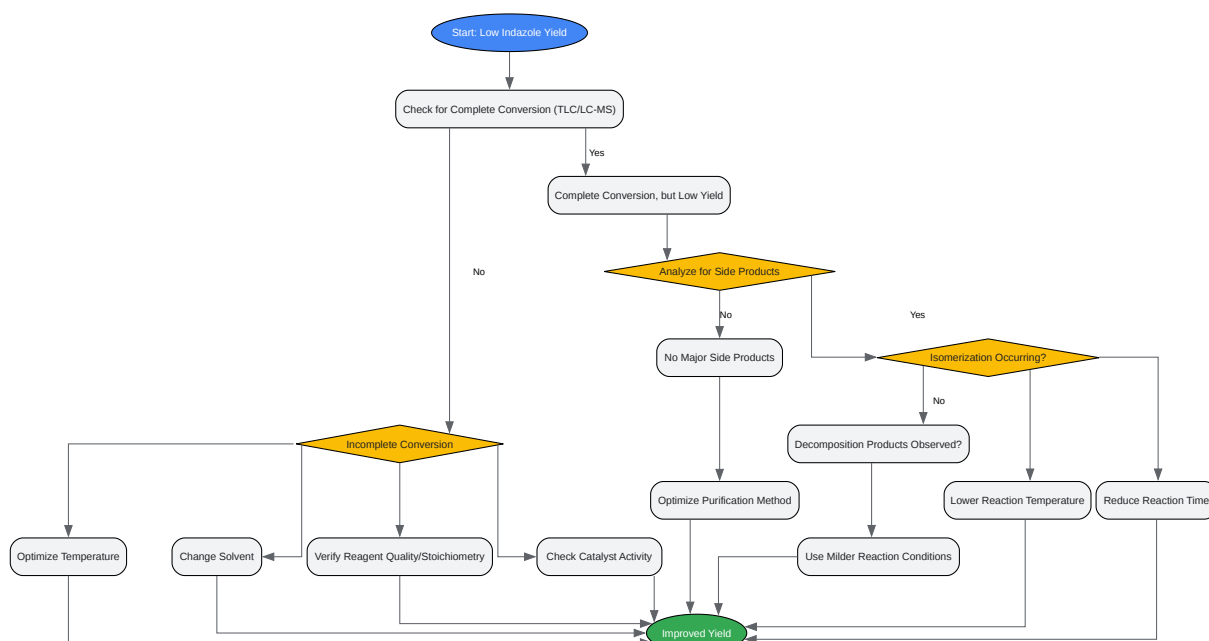 Start: Low Indazole Yield
Check for Complete Conversion (TLC/LC-MS)
Yes
Complete Conversion, but Low Yield
No
Analyze for Side Products
No
Yes
No Major Side Products
Isomerization Occurring?
No
Incomplete Conversion
Decomposition Products Observed?
Optimize Purification Method
Lower Reaction Temperature
Reduce Reaction Time
Optimize Temperature
Change Solvent
Verify Reagent Quality/Stoichiometry
Check Catalyst Activity
Use Milder Reaction Conditions
Improved Yield